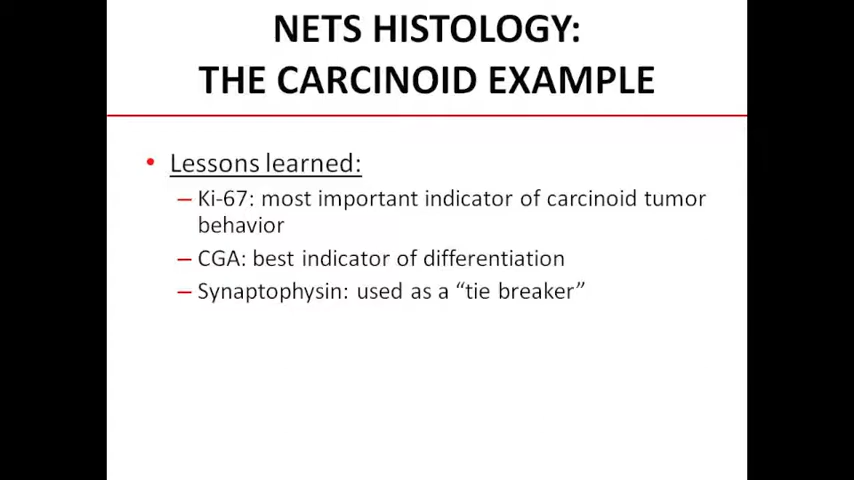 NETS HISTOLOGY:
THE CARCINOID EXAMPLE
• Lessons learned:
– Ki-67: most important indicator of carcinoid tumor
behavior
– CGA: best indicator of differentiation
– Synaptophysin: used as a “tie breaker”